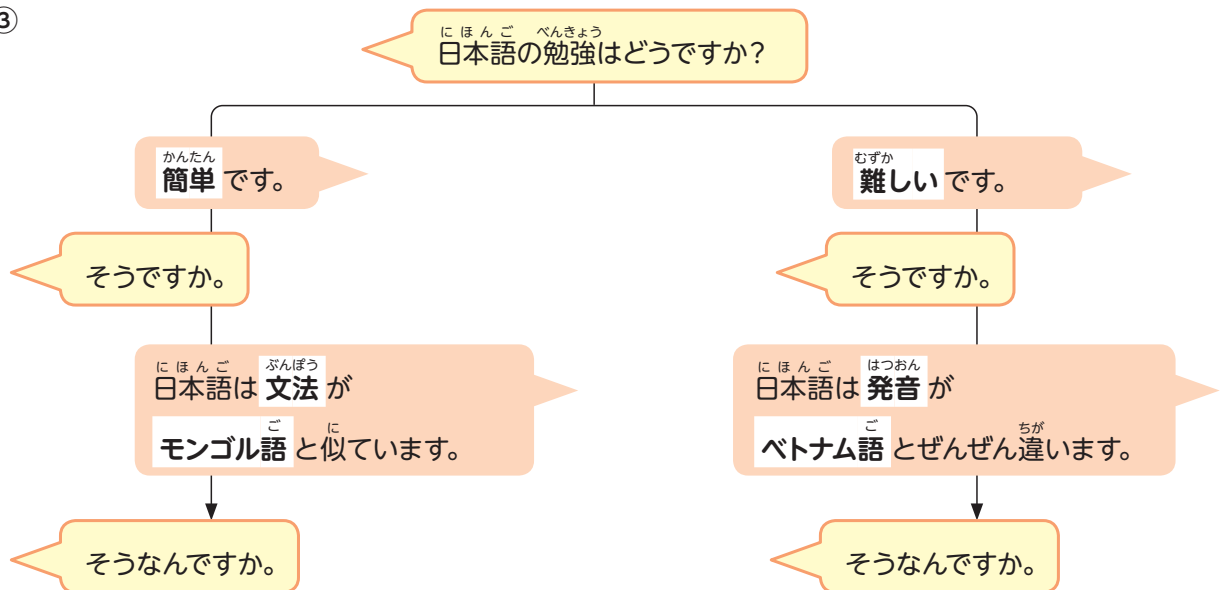 ③
にほんご べんきょう
日本語の勉強はどうですか？
かんたん
簡単 です。
むずか
難しい です。
そうですか。
そうですか。
にほんご ぶんぽう
日本語は 文法 が
ご に
モンゴル語 と似ています。
にほんご はつおん
日本語は 発音 が
ご ちが
ベトナム語 とぜんぜん違います。
そうなんですか。
そうなんですか。